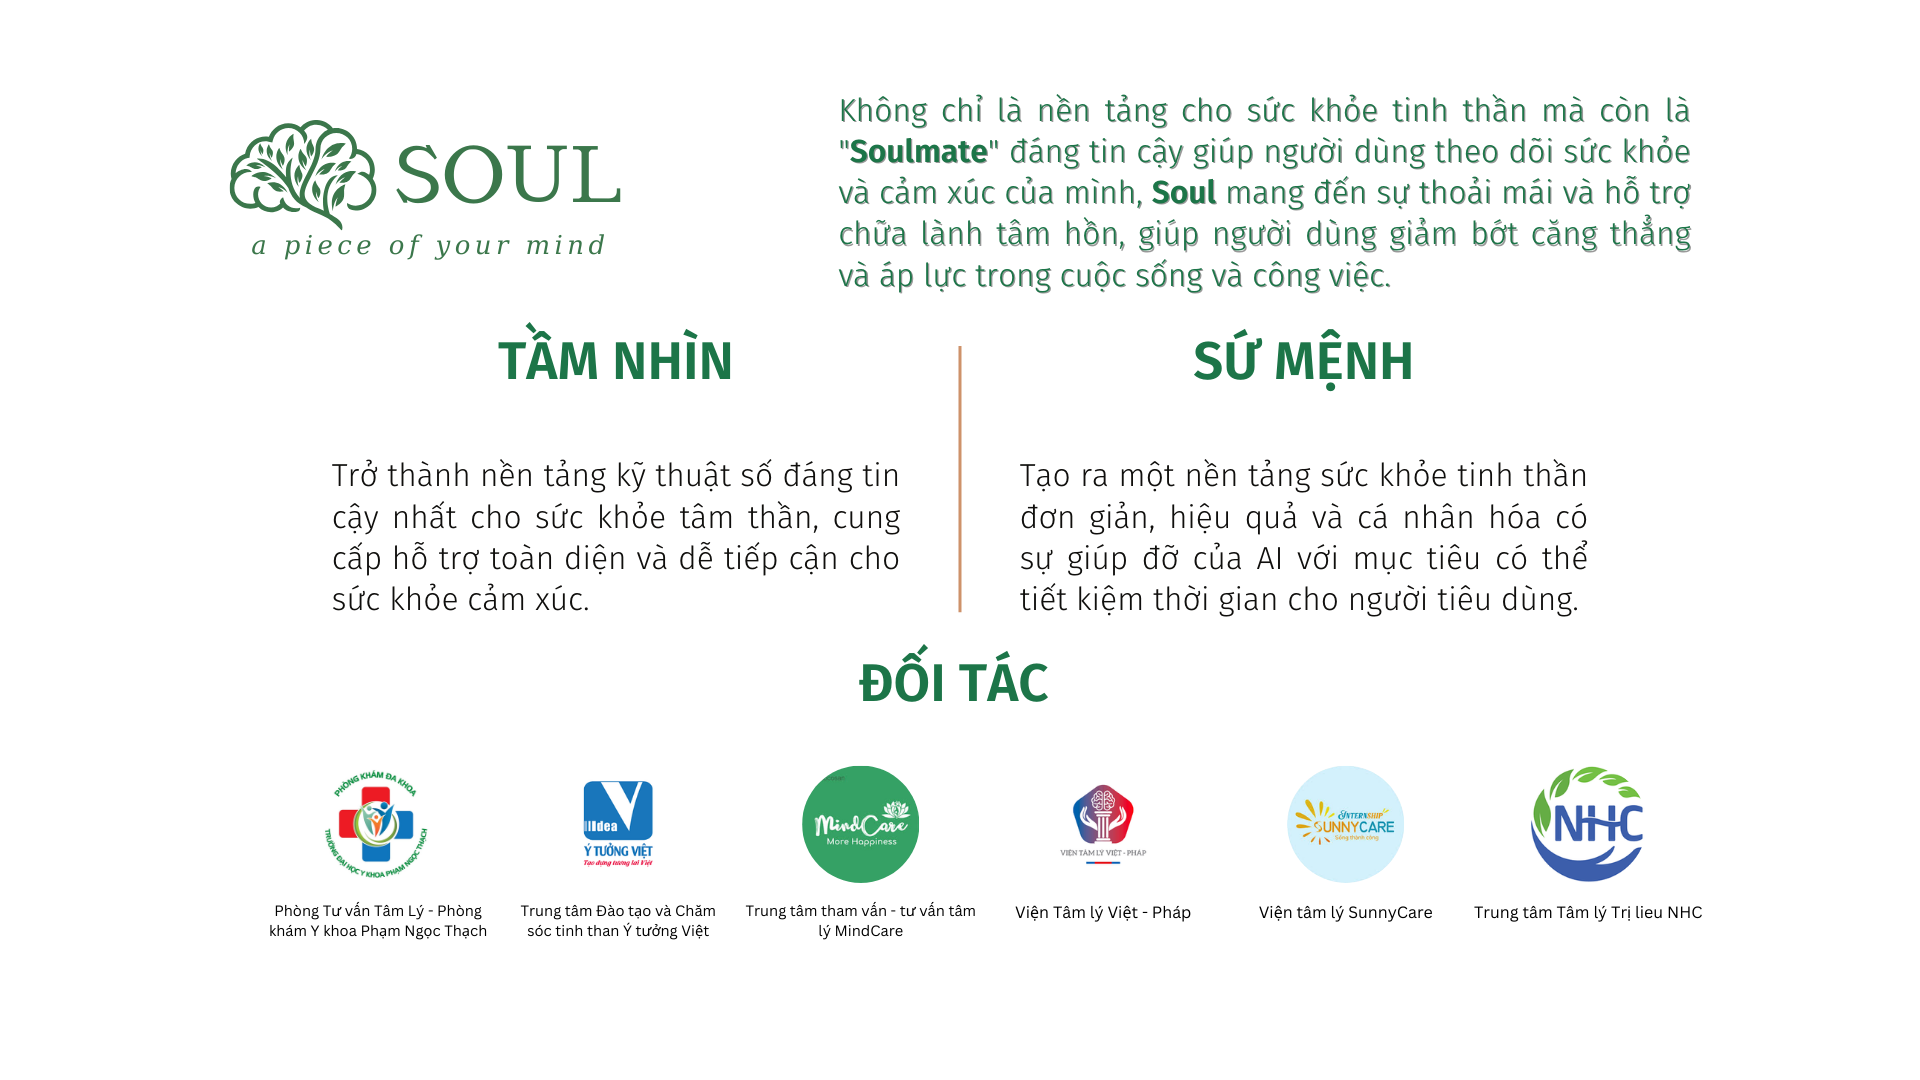 SOUL
a piece of your mind
Không chỉ là nền tảng cho sức khỏe tinh thần mà còn là
"Soulmate" đáng tin cậy giúp người dùng theo dõi sức khỏe
và cảm xúc của mình, Soul mang đến sự thoải mái và hỗ trợ
chữa lành tâm hồn, giúp người dùng giảm bớt căng thẳng
và áp lực trong cuộc sống và công việc.
TẦM NHÌN
Trở thành nền tảng kỹ thuật số đáng tin
cậy nhất cho sức khỏe tâm thần, cung
cấp hỗ trợ toàn diện và dễ tiếp cận cho
sức khỏe cảm xúc.
SỨ MỆNH
Tạo ra một nền tảng sức khỏe tinh thần
đơn giản, hiệu quả và cá nhân hóa có
sự giúp đỡ của AI với mục tiêu có thể
tiết kiệm thời gian cho người tiêu dùng.
ĐỐI TÁC
PHÒNG KHÁM ĐA KHOA
TRƯỜNG ĐẠI HỌC Y KHOA PHẠM NGỌC THẠCH
Phòng Tư vấn Tâm Lý - Phòng
khám Y khoa Phạm Ngọc Thạch
Idea
Ý TƯỞNG VIỆT
Tạo dựng tương lai Việt
Trung tâm Đào tạo và Chăm
sóc tinh than Ý tưởng Việt
MindCare
More Happiness
Trung tâm tham vấn - tư vấn tâm
lý MindCare
VIỆN TÂM LÝ VIỆT - PHÁP
Viện Tâm lý Việt - Pháp
INTERNSHIP
SUNNYCARE
Sống thành công
Viện tâm lý SunnyCare
NHC
Trung tâm Tâm lý Trị lieu NHC